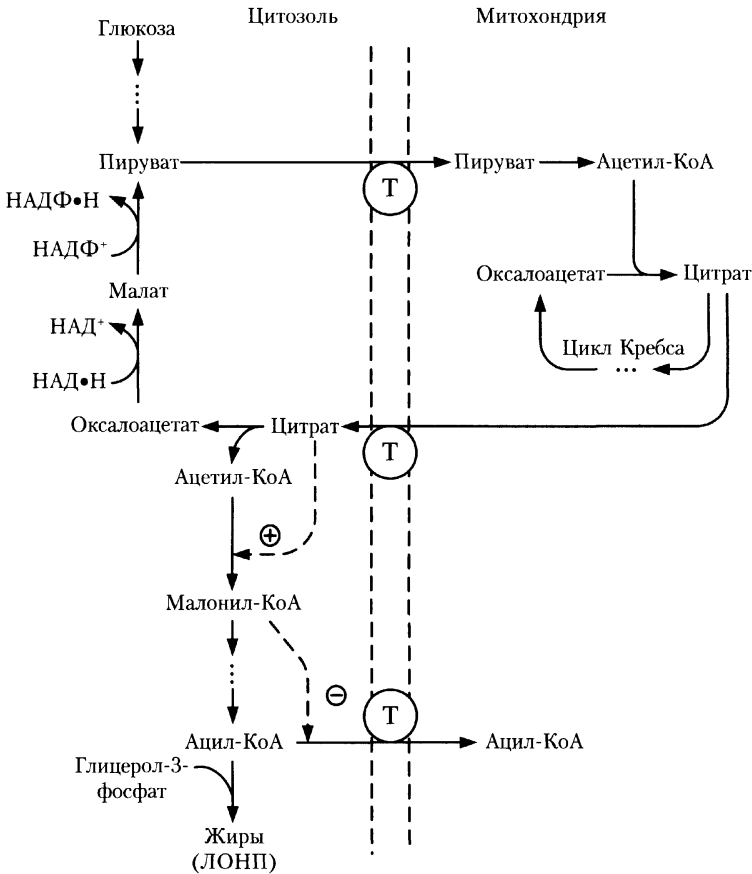 Цитозоль
Митохондрия
Глюкоза
Пируват
Т
Пируват
Ацетил-КоА
НАДФ•Н
НАДФ⁺
Малат
Оксалоацетат
Цитрат
НАД⁺
НАД•Н
Цикл Кребса
...
Оксалоацетат
Цитрат
Т
Ацетил-КоА
+
Малонил-КоА
−
Т
Ацил-КоА
Ацил-КоА
Глицерол-3-
фосфат
Жиры
(ЛОНП)